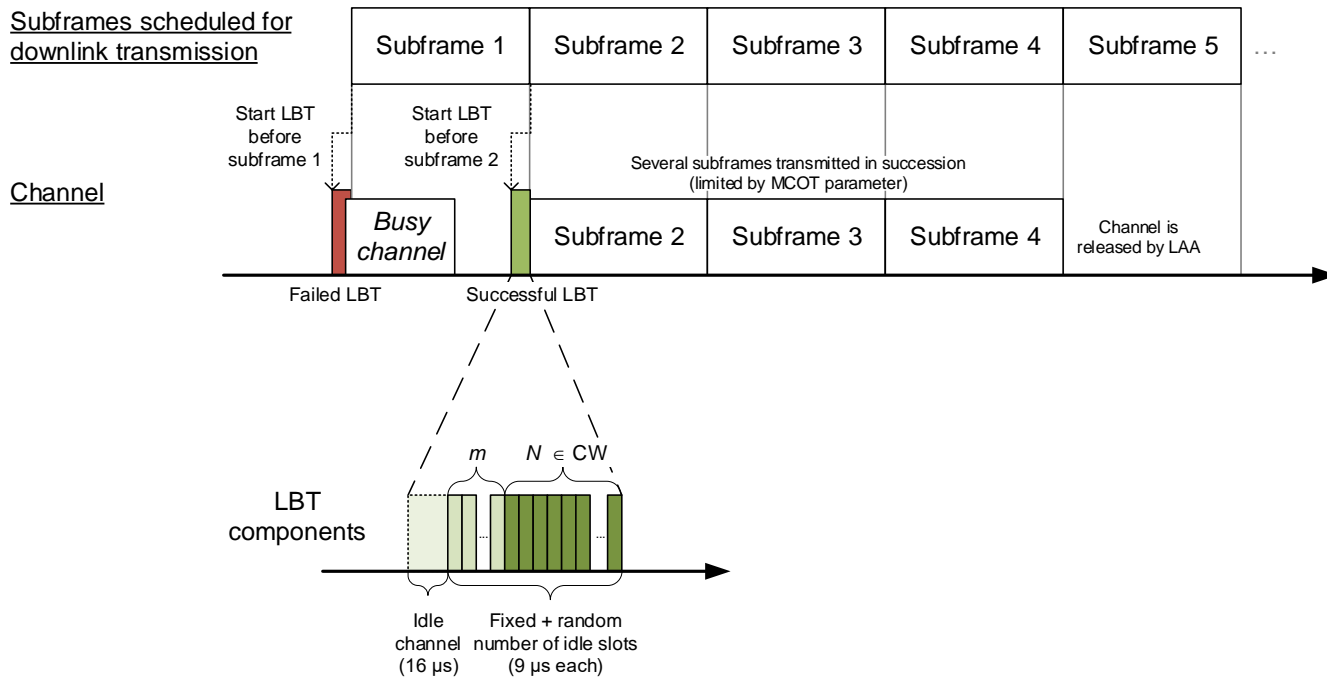 Subframes scheduled for
downlink transmission
Subframe 1
Subframe 2
Subframe 3
Subframe 4
Subframe 5
...
Start LBT
before
subframe 1
Start LBT
before
subframe 2
Several subframes transmitted in succession
(limited by MCOT parameter)
Channel
Busy
channel
Subframe 2
Subframe 3
Subframe 4
Channel is
released by LAA
Failed LBT
Successful LBT
m
N ∈ CW
LBT
components
...
...
Idle
channel
(16 µs)
Fixed + random
number of idle slots
(9 µs each)